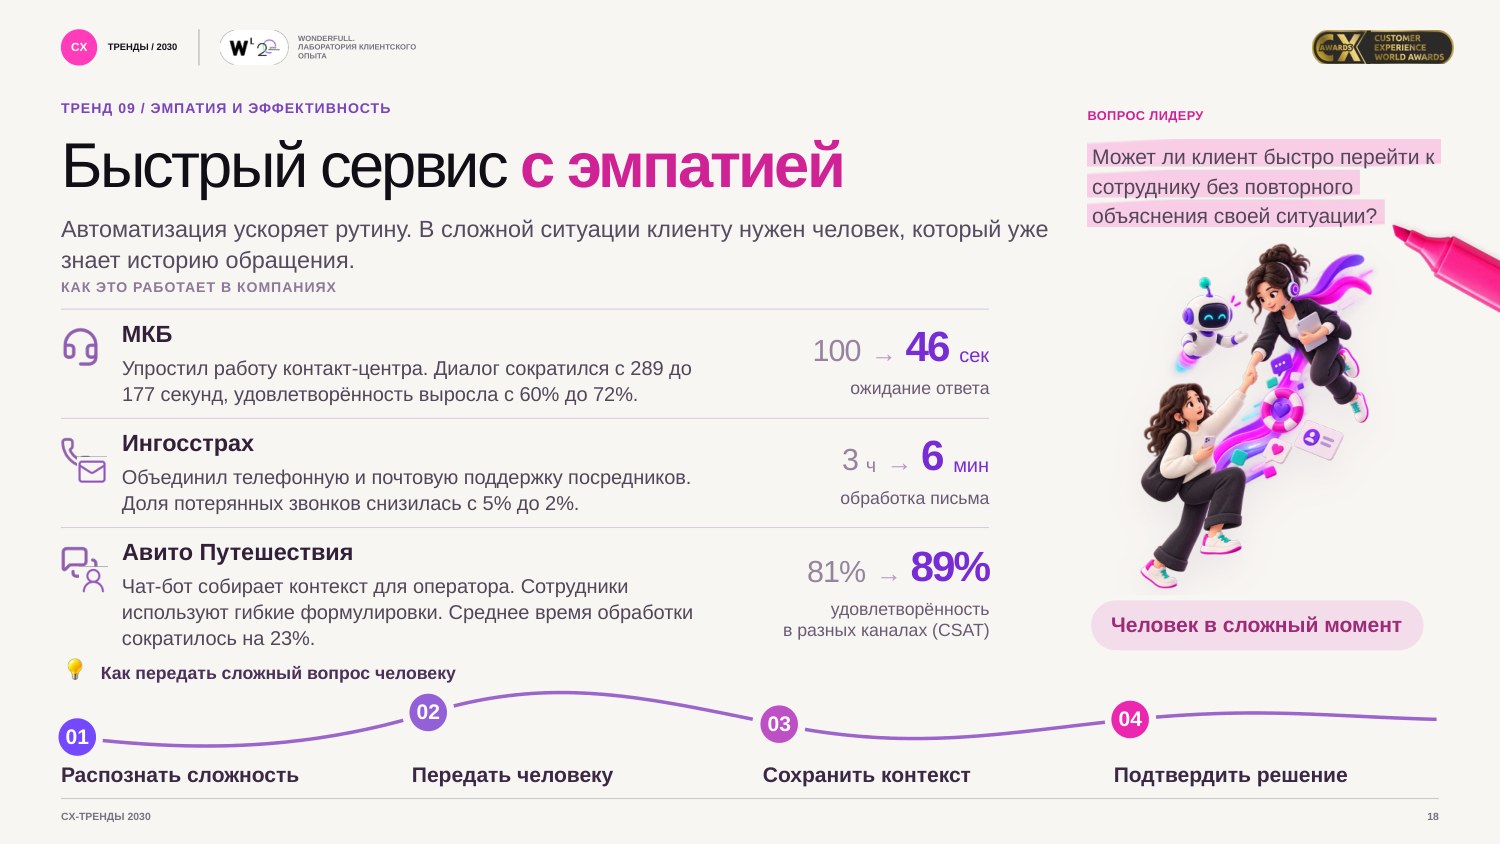 CX
ТРЕНДЫ / 2030
WL 20
WONDERFULL.
ЛАБОРАТОРИЯ КЛИЕНТСКОГО
ОПЫТА
AWARDS
CX
CUSTOMER
EXPERIENCE
WORLD AWARDS
ТРЕНД 09 / ЭМПАТИЯ И ЭФФЕКТИВНОСТЬ
Быстрый сервис с эмпатией
Автоматизация ускоряет рутину. В сложной ситуации клиенту нужен человек, который уже
знает историю обращения.
ВОПРОС ЛИДЕРУ
Может ли клиент быстро перейти к
сотруднику без повторного
объяснения своей ситуации?
КАК ЭТО РАБОТАЕТ В КОМПАНИЯХ
МКБ
Упростил работу контакт-центра. Диалог сократился с 289 до
177 секунд, удовлетворённость выросла с 60% до 72%.
100 → 46 сек
ожидание ответа
Ингосстрах
Объединил телефонную и почтовую поддержку посредников.
Доля потерянных звонков снизилась с 5% до 2%.
3 ч → 6 мин
обработка письма
Авито Путешествия
Чат-бот собирает контекст для оператора. Сотрудники
используют гибкие формулировки. Среднее время обработки
сократилось на 23%.
81% → 89%
удовлетворённость
в разных каналах (CSAT)
Человек в сложный момент
Как передать сложный вопрос человеку
01
02
03
04
Распознать сложность
Передать человеку
Сохранить контекст
Подтвердить решение
CX-ТРЕНДЫ 2030
18